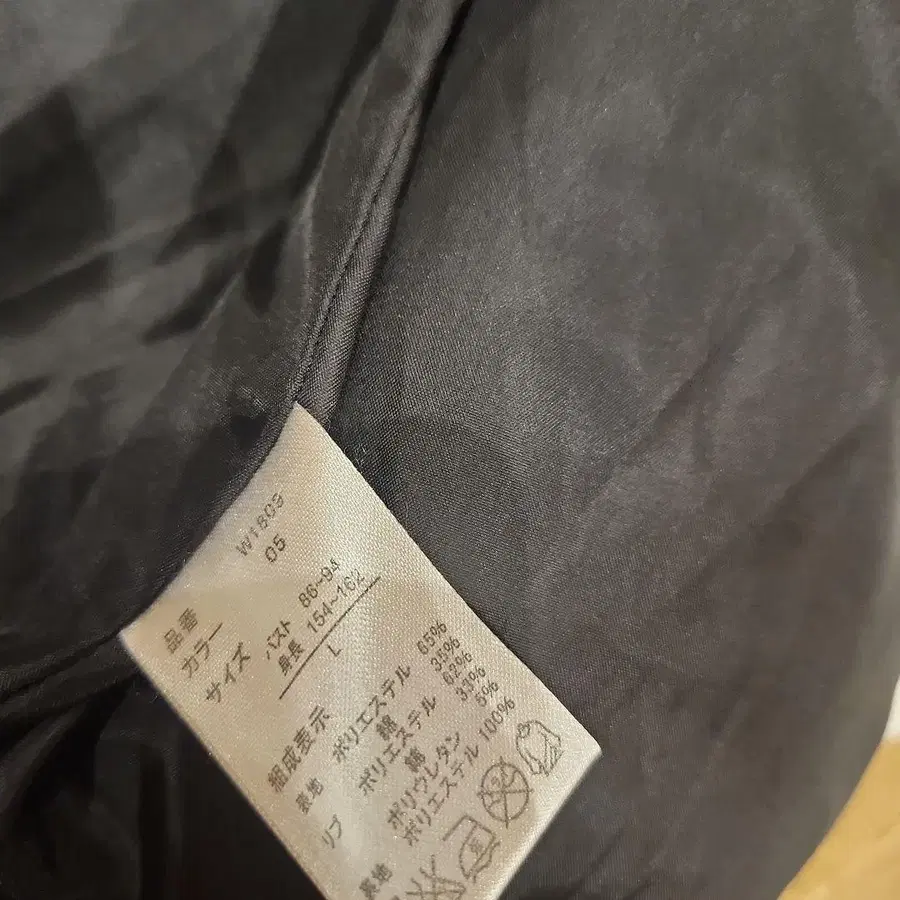 品番 W1809
カラー 05
サイズ バスト 86~94
身長 154~162
L
組成表示
表地 ポリエステル 65%
綿 35%
リブ ポリエステル 62%
綿 33%
ポリウレタン 5%
裏地 ポリエステル 100%